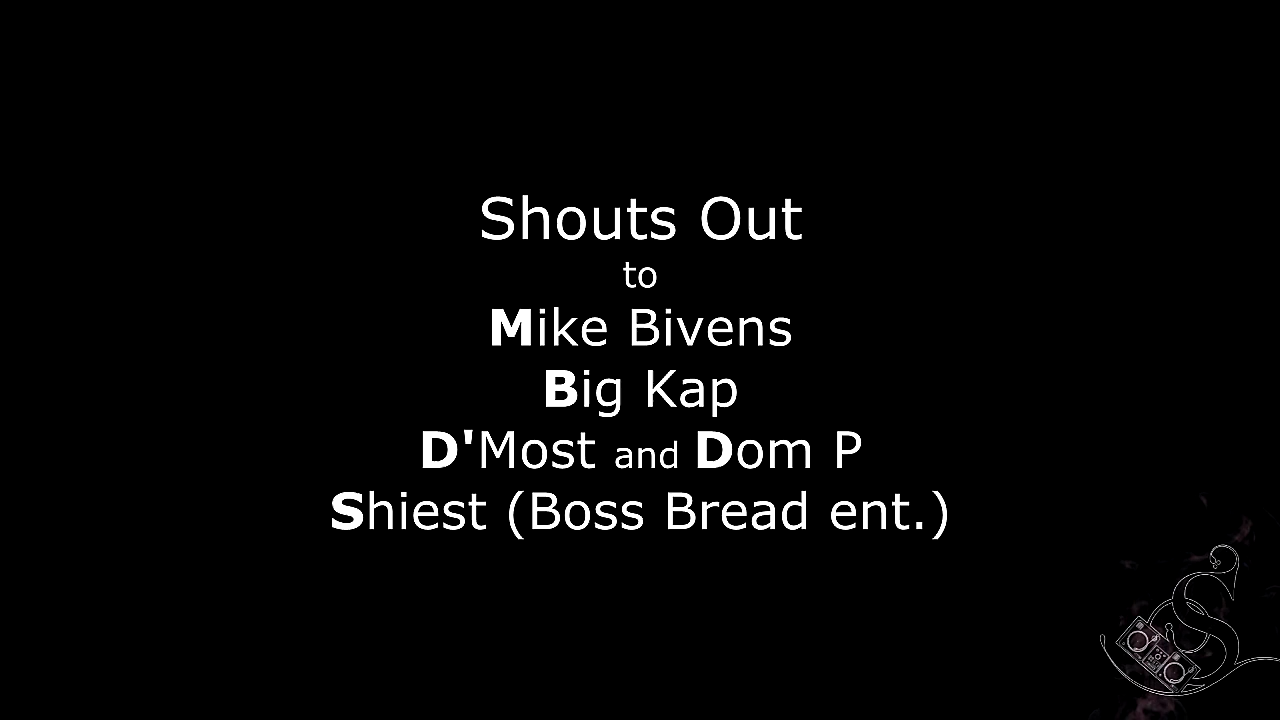 Shouts Out
to
Mike Bivens
Big Kap
D'Most and Dom P
Shiest (Boss Bread ent.)